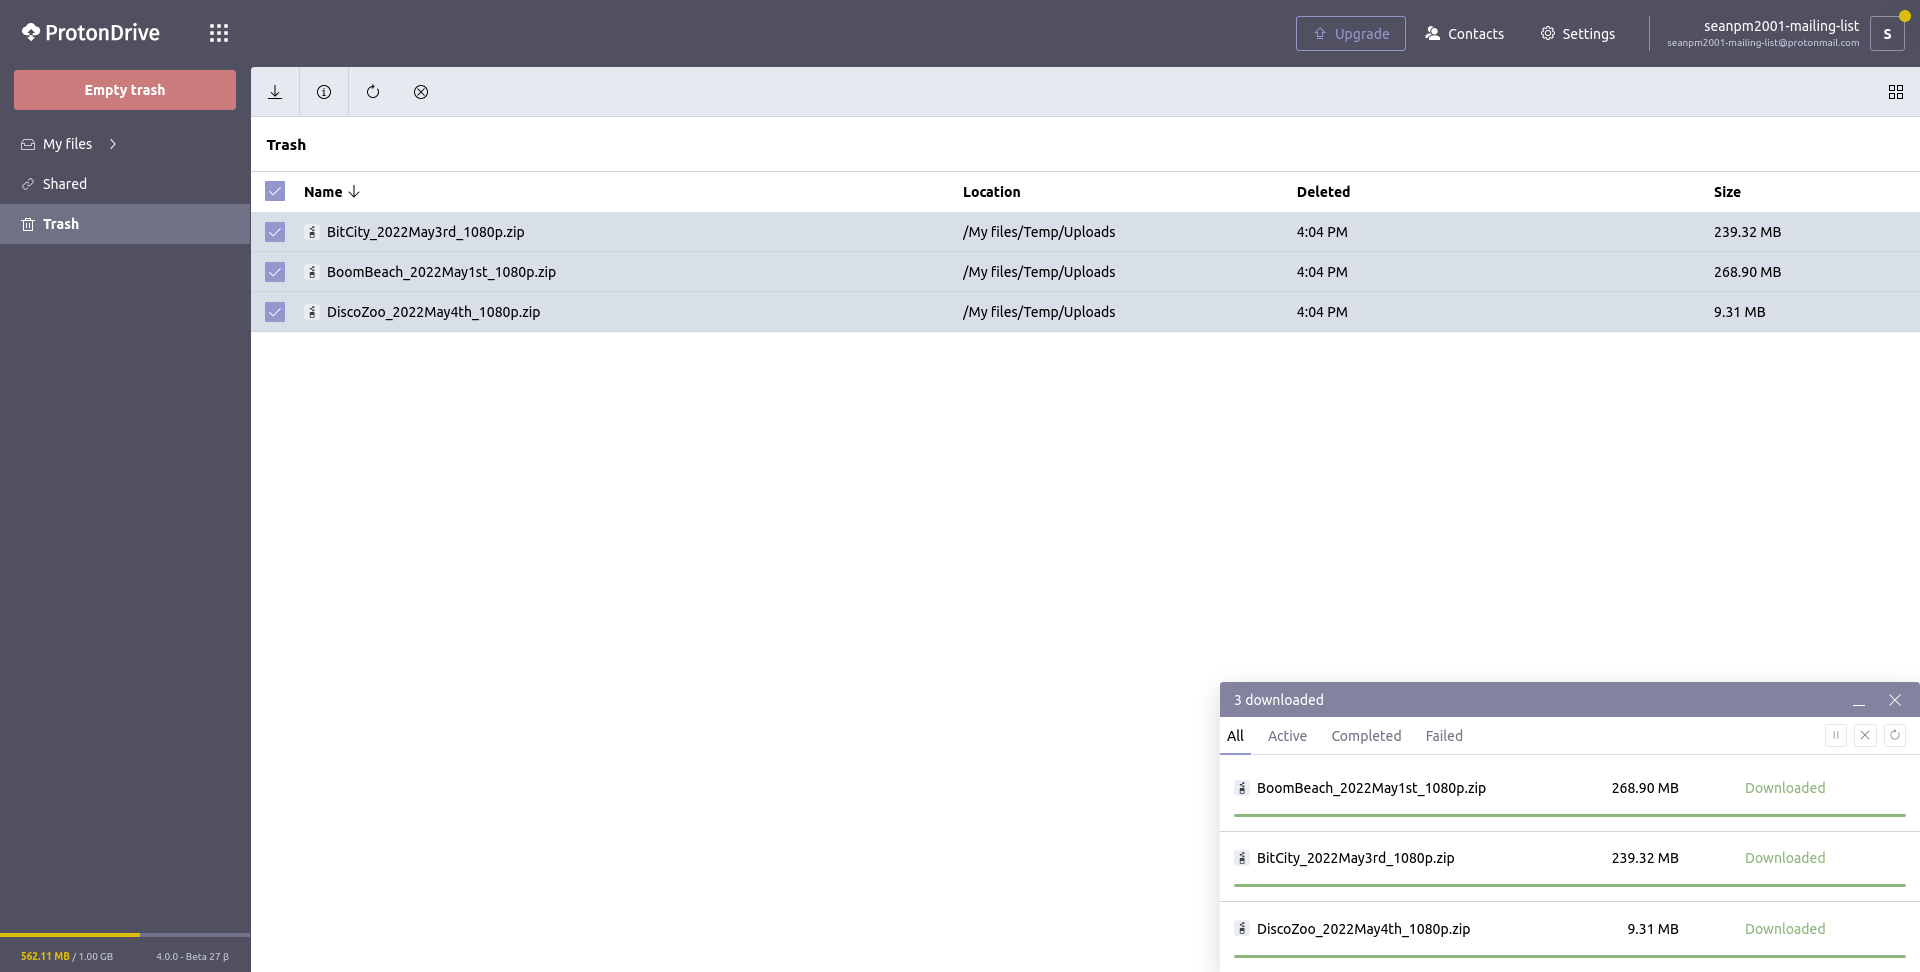 ProtonDrive
Upgrade
Contacts
Settings
seanpm2001-mailing-list
seanpm2001-mailing-list@protonmail.com
S
Empty trash
My files
Shared
Trash
Trash
Name Location Deleted Size
BitCity_2022May3rd_1080p.zip /My files/Temp/Uploads 4:04 PM 239.32 MB
BoomBeach_2022May1st_1080p.zip /My files/Temp/Uploads 4:04 PM 268.90 MB
DiscoZoo_2022May4th_1080p.zip /My files/Temp/Uploads 4:04 PM 9.31 MB
3 downloaded
All Active Completed Failed
BoomBeach_2022May1st_1080p.zip 268.90 MB Downloaded
BitCity_2022May3rd_1080p.zip 239.32 MB Downloaded
DiscoZoo_2022May4th_1080p.zip 9.31 MB Downloaded
562.11 MB / 1.00 GB 4.0.0 - Beta 27 β